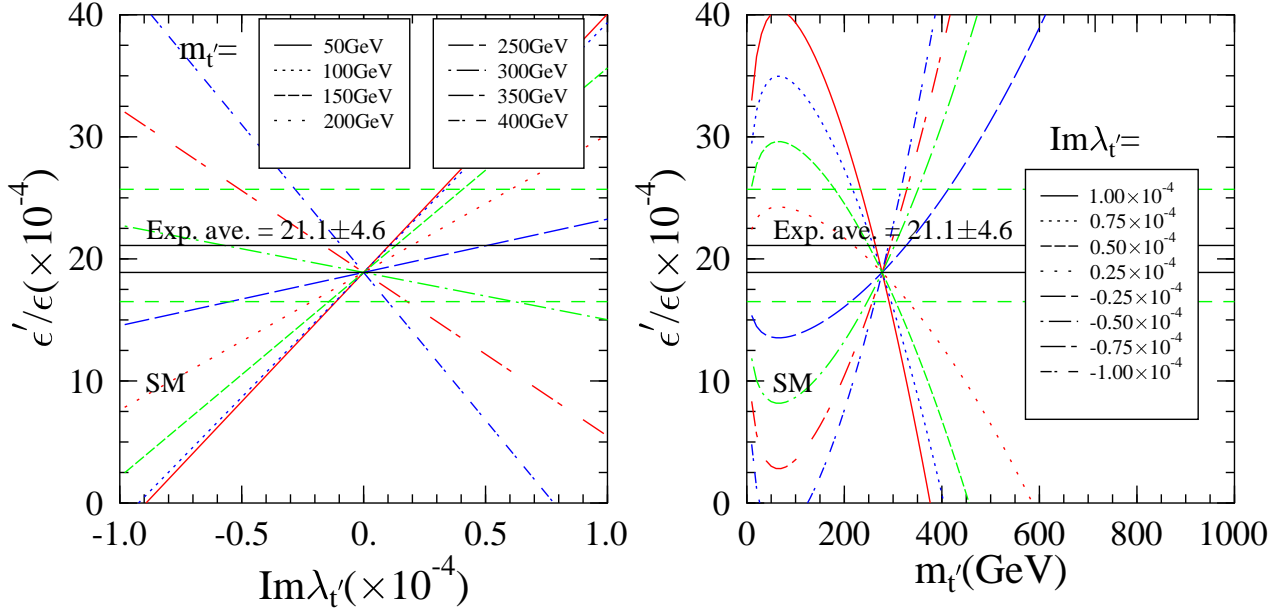 40
30
20
10
0
ϵ′/ϵ(×10⁻⁴)
m_t′=
50GeV
100GeV
150GeV
200GeV
250GeV
300GeV
350GeV
400GeV
Exp. ave. = 21.1±4.6
SM
-1.0 -0.5 0. 0.5 1.0
Imλ_t′(×10⁻⁴)
40
30
20
10
0
ϵ′/ϵ(×10⁻⁴)
Imλ_t′=
1.00×10⁻⁴
0.75×10⁻⁴
0.50×10⁻⁴
0.25×10⁻⁴
-0.25×10⁻⁴
-0.50×10⁻⁴
-0.75×10⁻⁴
-1.00×10⁻⁴
Exp. ave. = 21.1±4.6
SM
0 200 400 600 800 1000
m_t′(GeV)